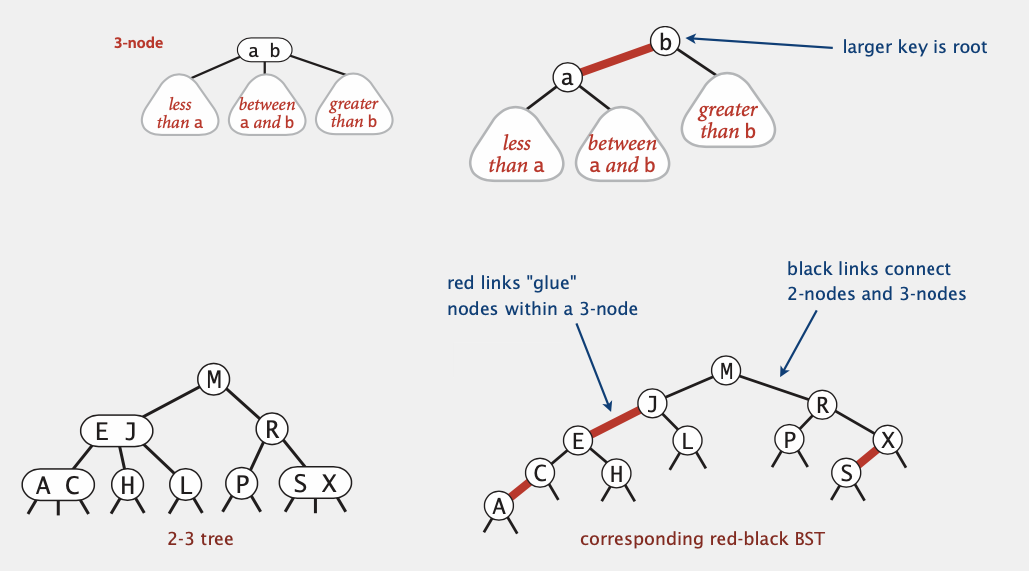 3-node
a b
less
than a
between
a and b
greater
than b
b
a
less
than a
between
a and b
greater
than b
larger key is root
red links "glue"
nodes within a 3-node
black links connect
2-nodes and 3-nodes
M
E J
R
A C
H
L
P
S X
2-3 tree
M
J
R
E
L
P
X
C
H
S
A
corresponding red-black BST